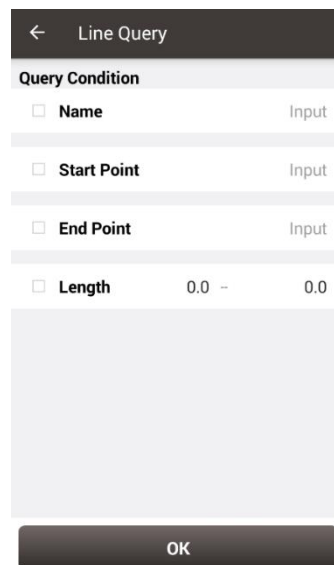 Line Query
Query Condition
Name Input
Start Point Input
End Point Input
Length 0.0 -- 0.0
OK